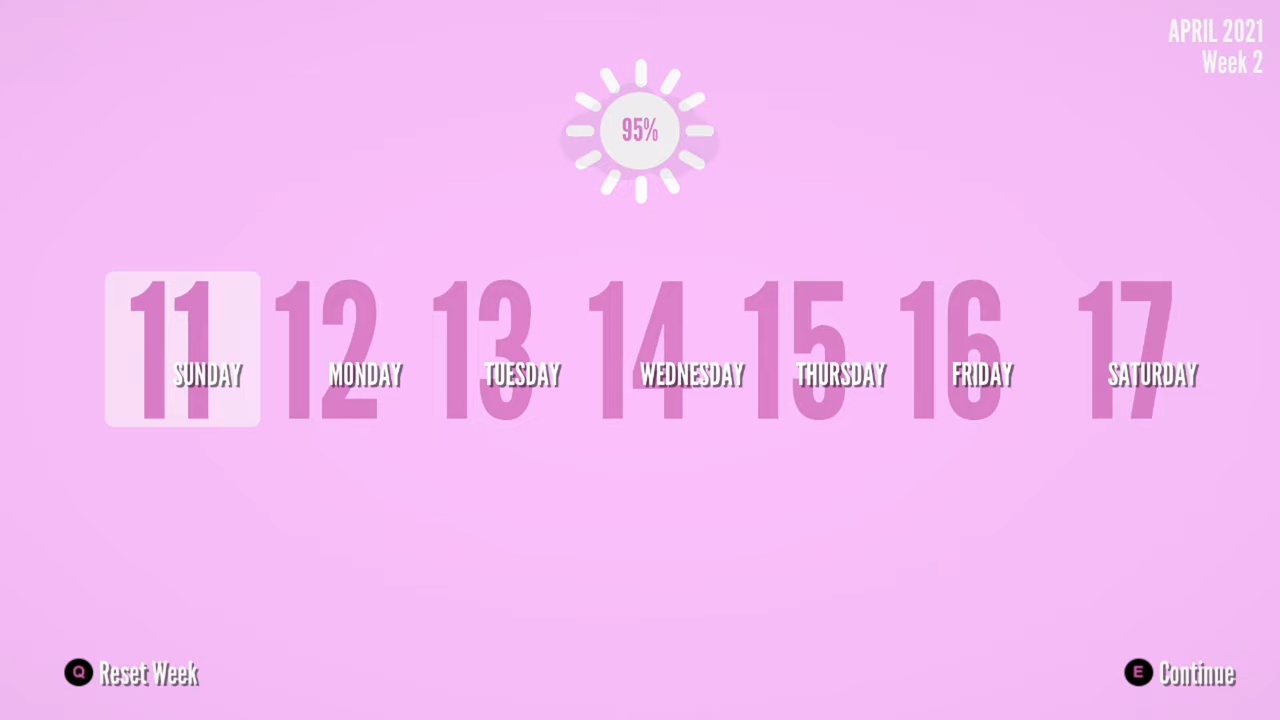 APRIL 2021
Week 2
95%
11 12 13 14 15 16 17
SUNDAY MONDAY TUESDAY WEDNESDAY THURSDAY FRIDAY SATURDAY
Q Reset Week
E Continue